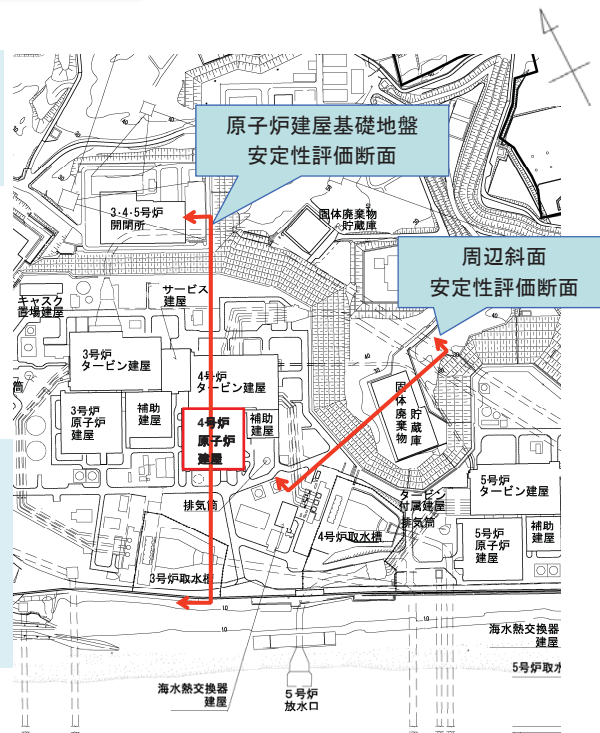 原子炉建屋基礎地盤
安定性評価断面
3・4・5号炉
開閉所
固体廃棄物
貯蔵庫
周辺斜面
安定性評価断面
キャスク
置場建屋
サービス
建屋
3号炉
タービン建屋
4号炉
タービン建屋
筒
3号炉
原子炉
建屋
補助
建屋
4号炉
原子炉
建屋
補助
建屋
固体廃棄物
貯蔵庫
5号炉
タービン建屋
排気筒
タービン
付属建屋
排気筒
4号炉取水槽
5号炉
原子炉
建屋
補助
建屋
3号炉取水槽
10
10
海水熱交換器
建屋
5号炉取水
海水熱交換器
建屋
5号炉
放水口